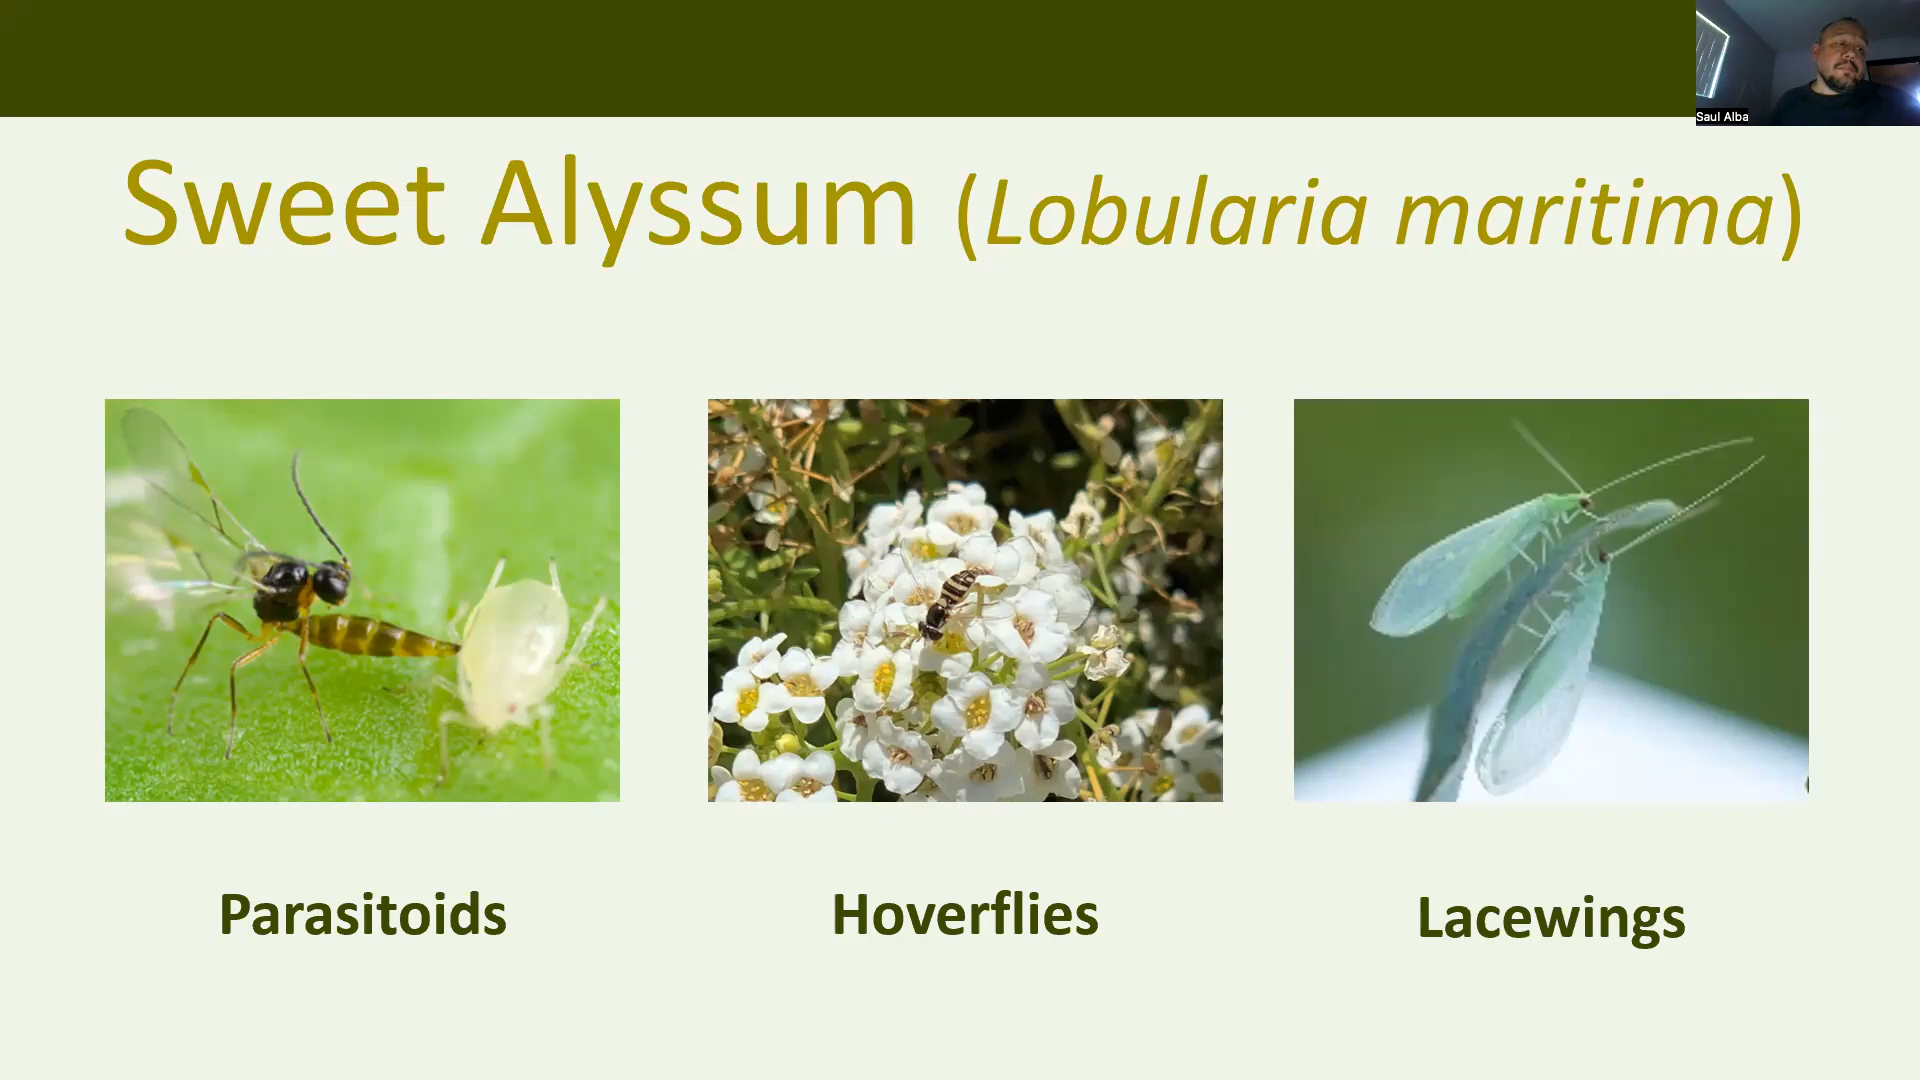 Saul Alba
Sweet Alyssum (Lobularia maritima)
Parasitoids
Hoverflies
Lacewings